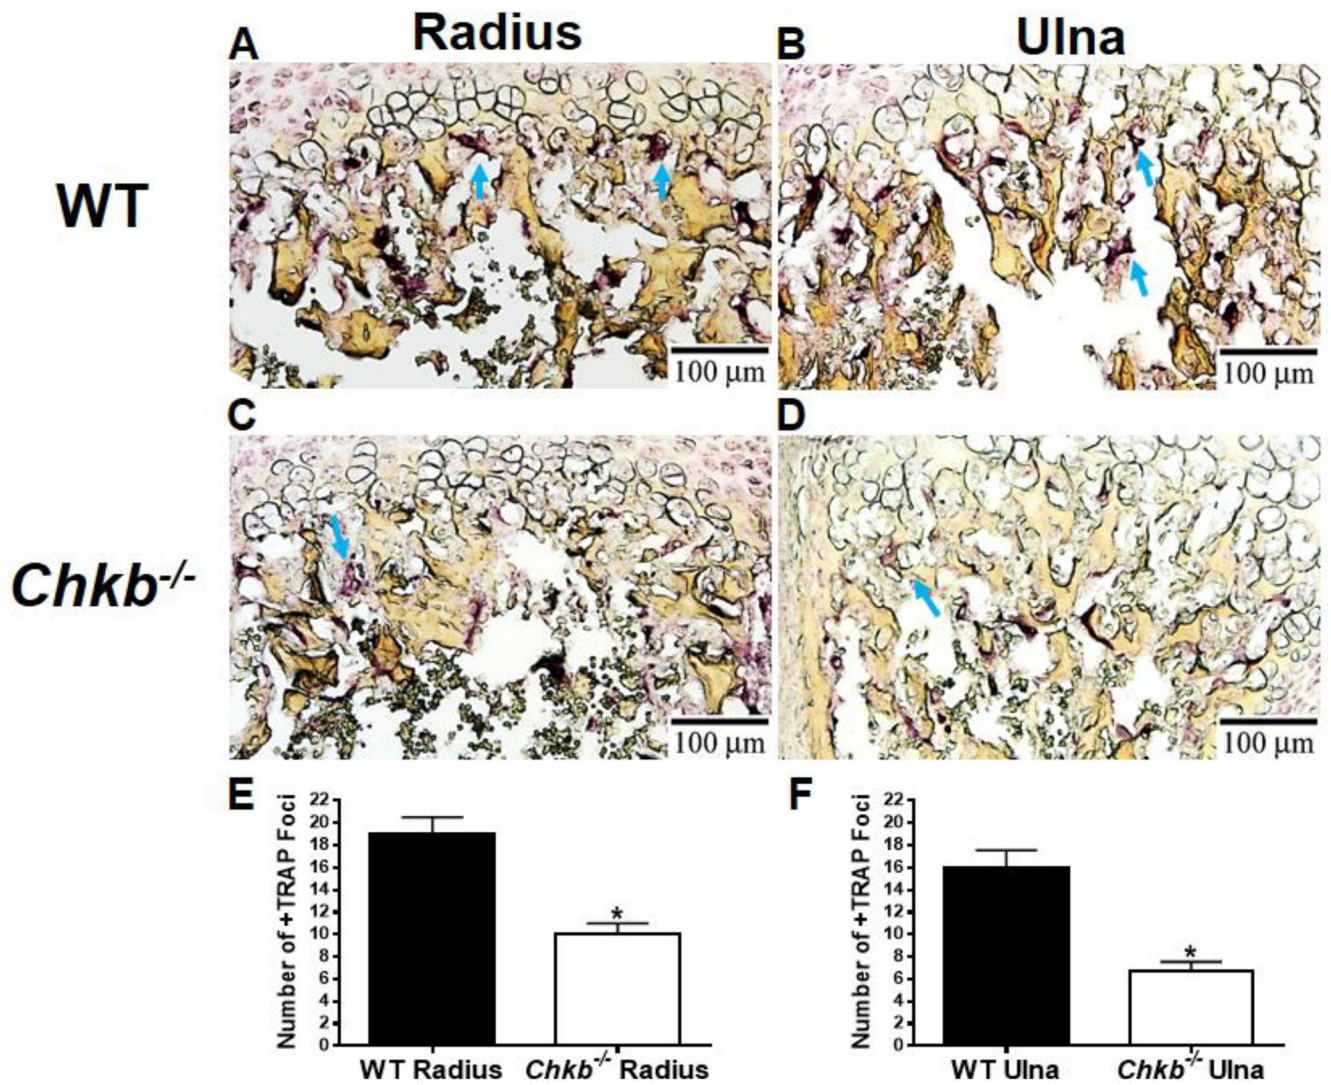 A Radius B Ulna
WT
100 μm
100 μm
C D
Chkb-/-
100 μm
100 μm
E
Number of +TRAP Foci
22
20
18
16
14
12
10
8
6
4
2
0
*
WT Radius Chkb-/- Radius
F
Number of +TRAP Foci
22
20
18
16
14
12
10
8
6
4
2
0
*
WT Ulna Chkb-/- Ulna